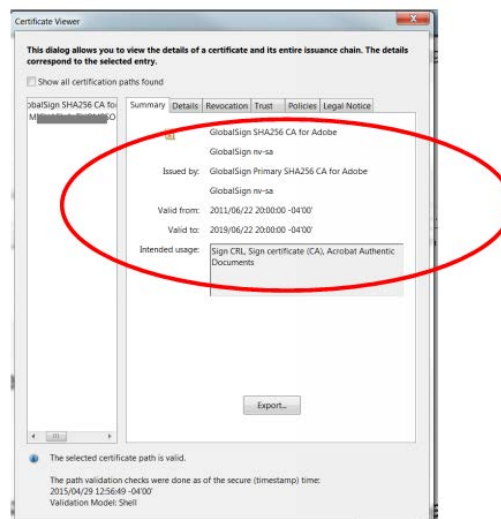 Certificate Viewer
This dialog allows you to view the details of a certificate and its entire issuance chain. The details
correspond to the selected entry.
Show all certification paths found
obalSign SHA256 CA fo
Summary Details Revocation Trust Policies Legal Notice
GlobalSign SHA256 CA for Adobe
GlobalSign nv-sa
Issued by: GlobalSign Primary SHA256 CA for Adobe
GlobalSign nv-sa
Valid from: 2011/06/22 20:00:00 -04'00'
Valid to: 2019/06/22 20:00:00 -04'00'
Intended usage: Sign CRL, Sign certificate (CA), Acrobat Authentic
Documents
Export...
The selected certificate path is valid.
The path validation checks were done as of the secure (timestamp) time:
2015/04/29 12:56:49 -04'00'
Validation Model: Shell